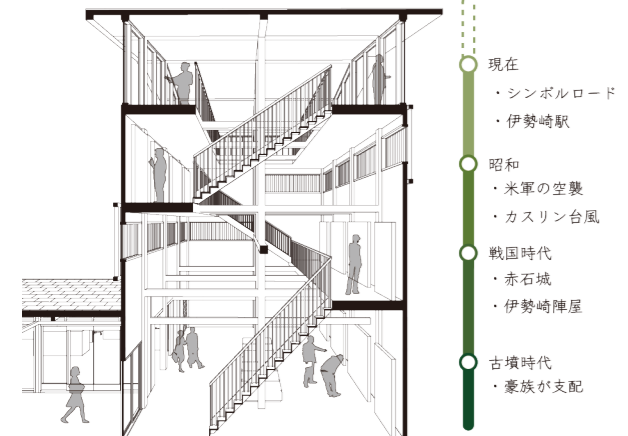 現在
・シンボルロード
・伊勢崎駅
昭和
・米軍の空襲
・カスリン台風
戦国時代
・赤石城
・伊勢崎陣屋
古墳時代
・豪族が支配